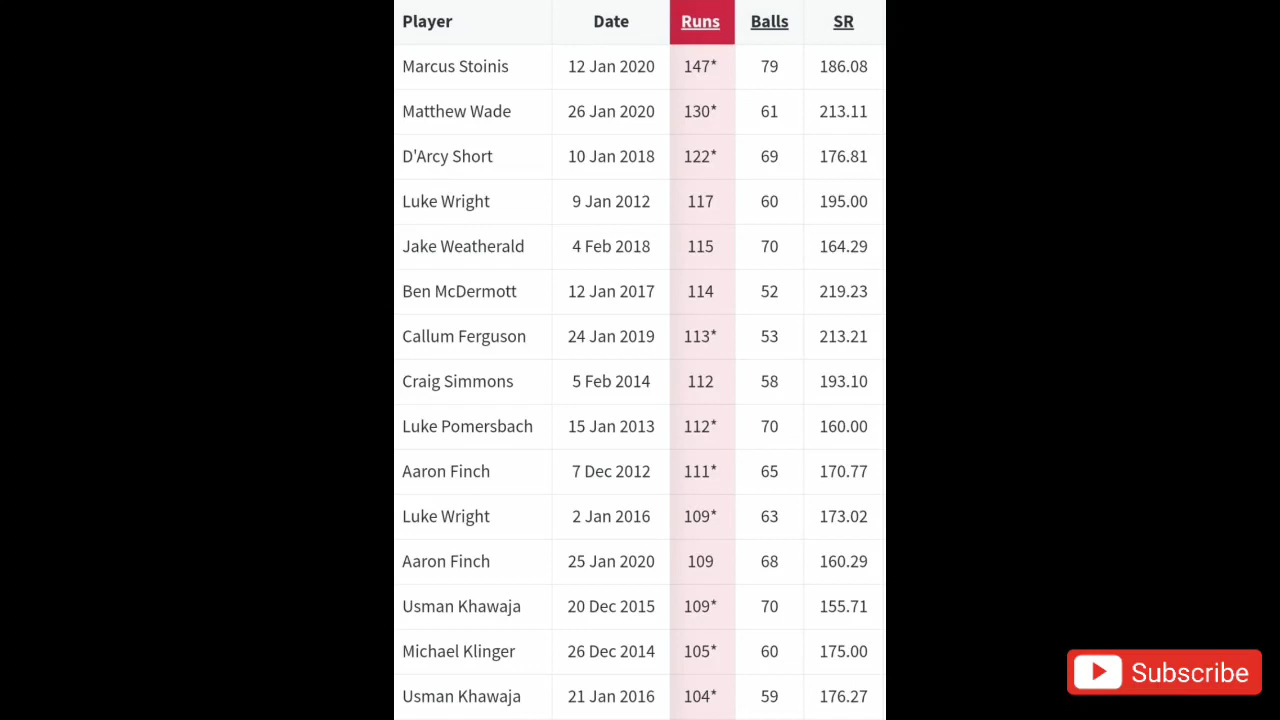 Player Date Runs Balls SR
Marcus Stoinis 12 Jan 2020 147* 79 186.08
Matthew Wade 26 Jan 2020 130* 61 213.11
D'Arcy Short 10 Jan 2018 122* 69 176.81
Luke Wright 9 Jan 2012 117 60 195.00
Jake Weatherald 4 Feb 2018 115 70 164.29
Ben McDermott 12 Jan 2017 114 52 219.23
Callum Ferguson 24 Jan 2019 113* 53 213.21
Craig Simmons 5 Feb 2014 112 58 193.10
Luke Pomersbach 15 Jan 2013 112* 70 160.00
Aaron Finch 7 Dec 2012 111* 65 170.77
Luke Wright 2 Jan 2016 109* 63 173.02
Aaron Finch 25 Jan 2020 109 68 160.29
Usman Khawaja 20 Dec 2015 109* 70 155.71
Michael Klinger 26 Dec 2014 105* 60 175.00
Usman Khawaja 21 Jan 2016 104* 59 176.27
Subscribe